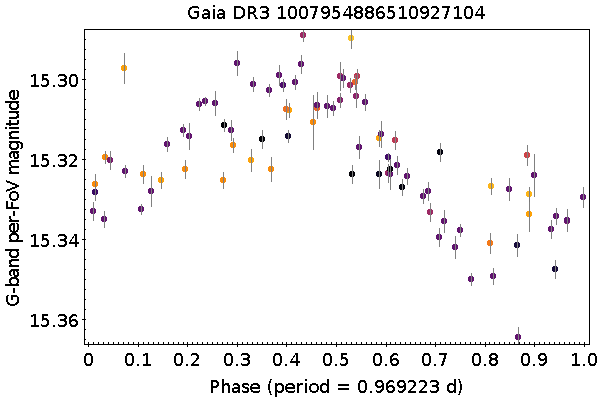 Gaia DR3 1007954886510927104
G-band per-FoV magnitude
15.30
15.32
15.34
15.36
0 0.1 0.2 0.3 0.4 0.5 0.6 0.7 0.8 0.9 1.0
Phase (period = 0.969223 d)